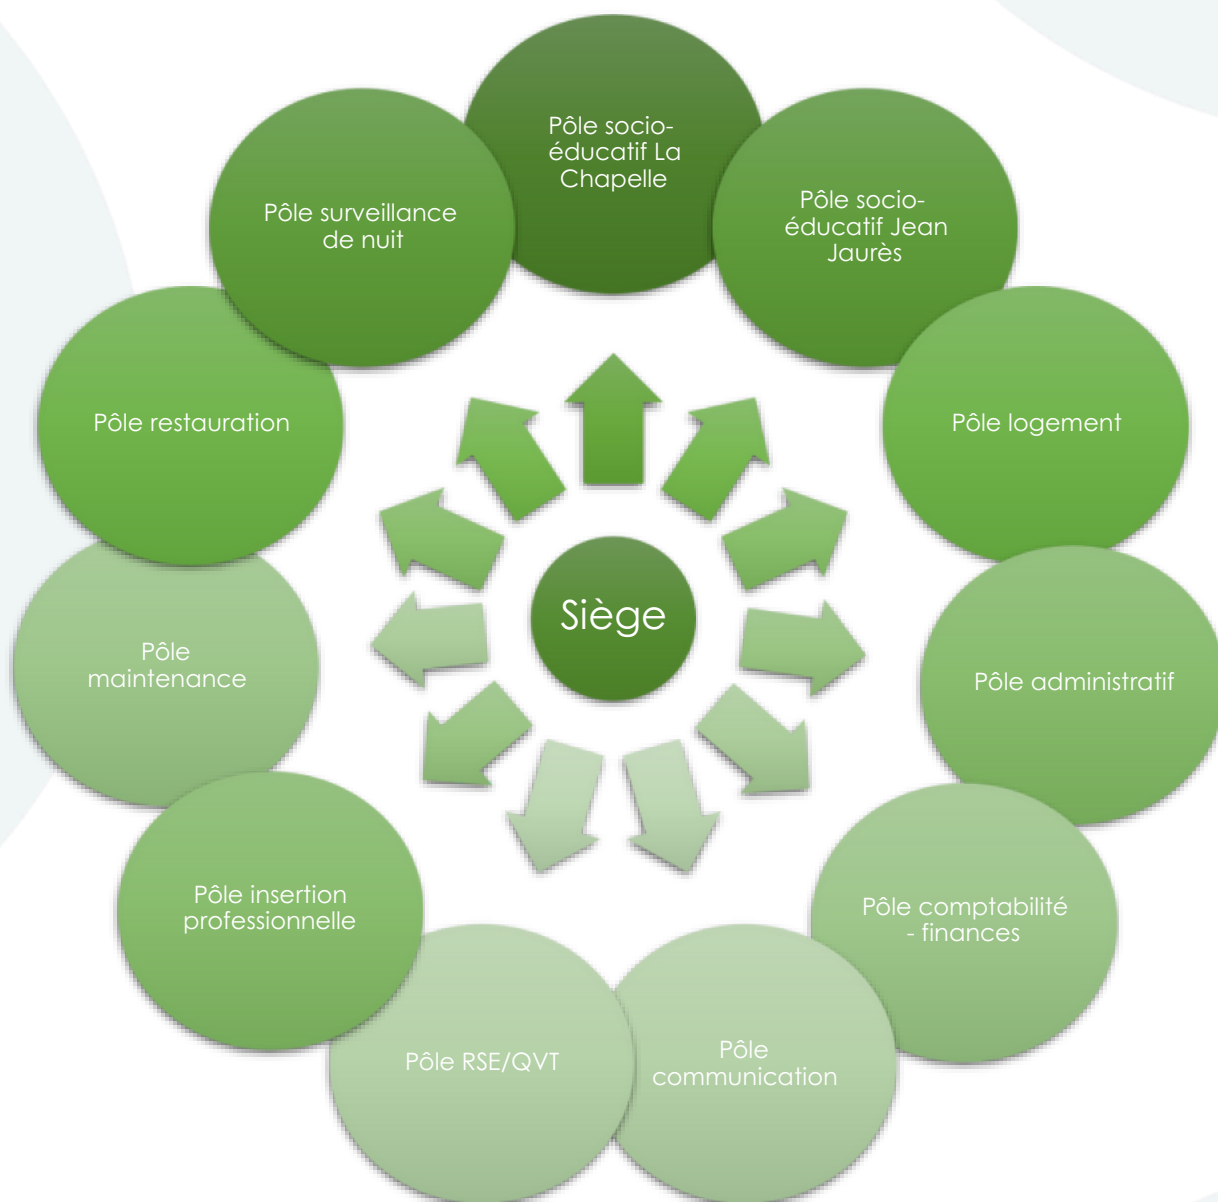 Pôle socio-
éducatif La
Chapelle
Pôle socio-
éducatif Jean
Jaurès
Pôle logement
Pôle administratif
Pôle comptabilité
- finances
Pôle
communication
Pôle RSE/QVT
Pôle insertion
professionnelle
Pôle
maintenance
Pôle restauration
Pôle surveillance
de nuit
Siège